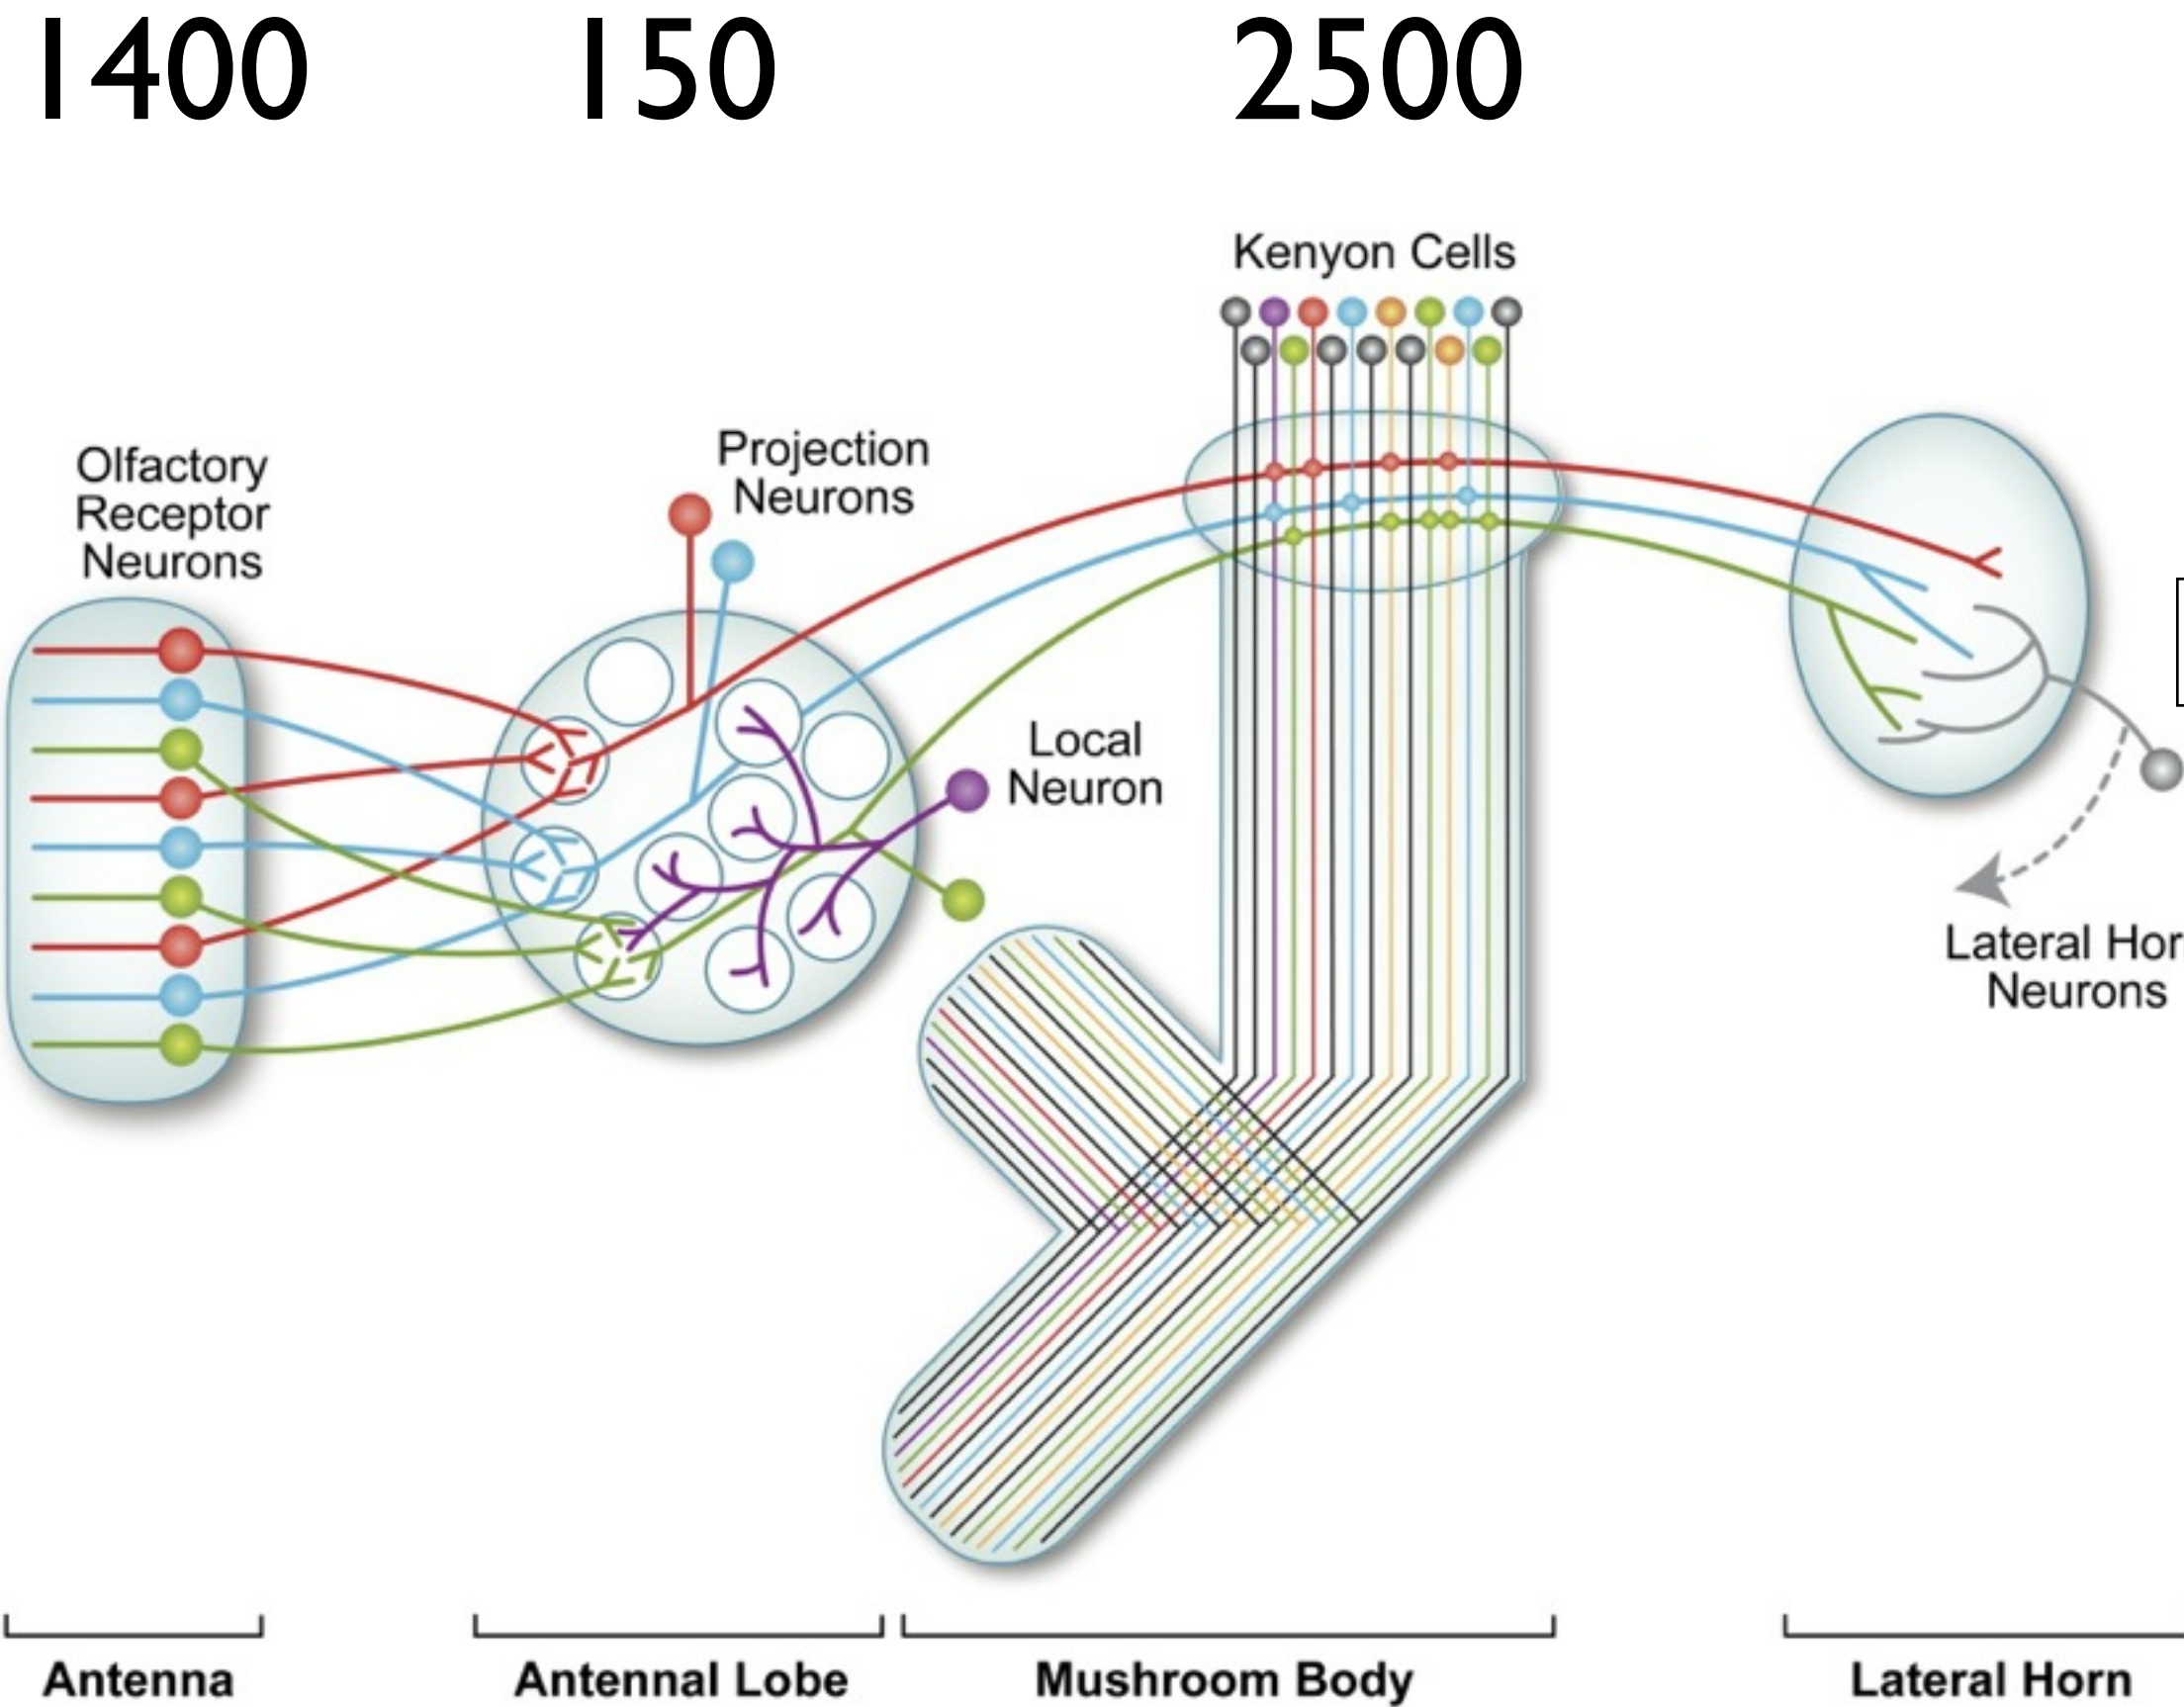 1400 150 2500
Kenyon Cells
Projection
Neurons
Olfactory
Receptor
Neurons
Local
Neuron
Lateral Hor
Neurons
Antenna Antennal Lobe Mushroom Body Lateral Horn